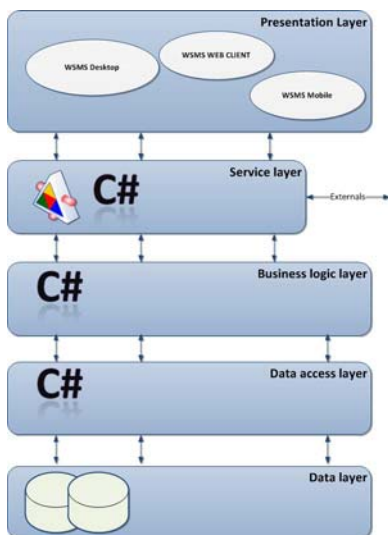 Presentation Layer
WSMS WEB CLIENT
WSMS Desktop
WSMS Mobile
Service layer
C#
Externals
Business logic layer
C#
Data access layer
C#
Data layer